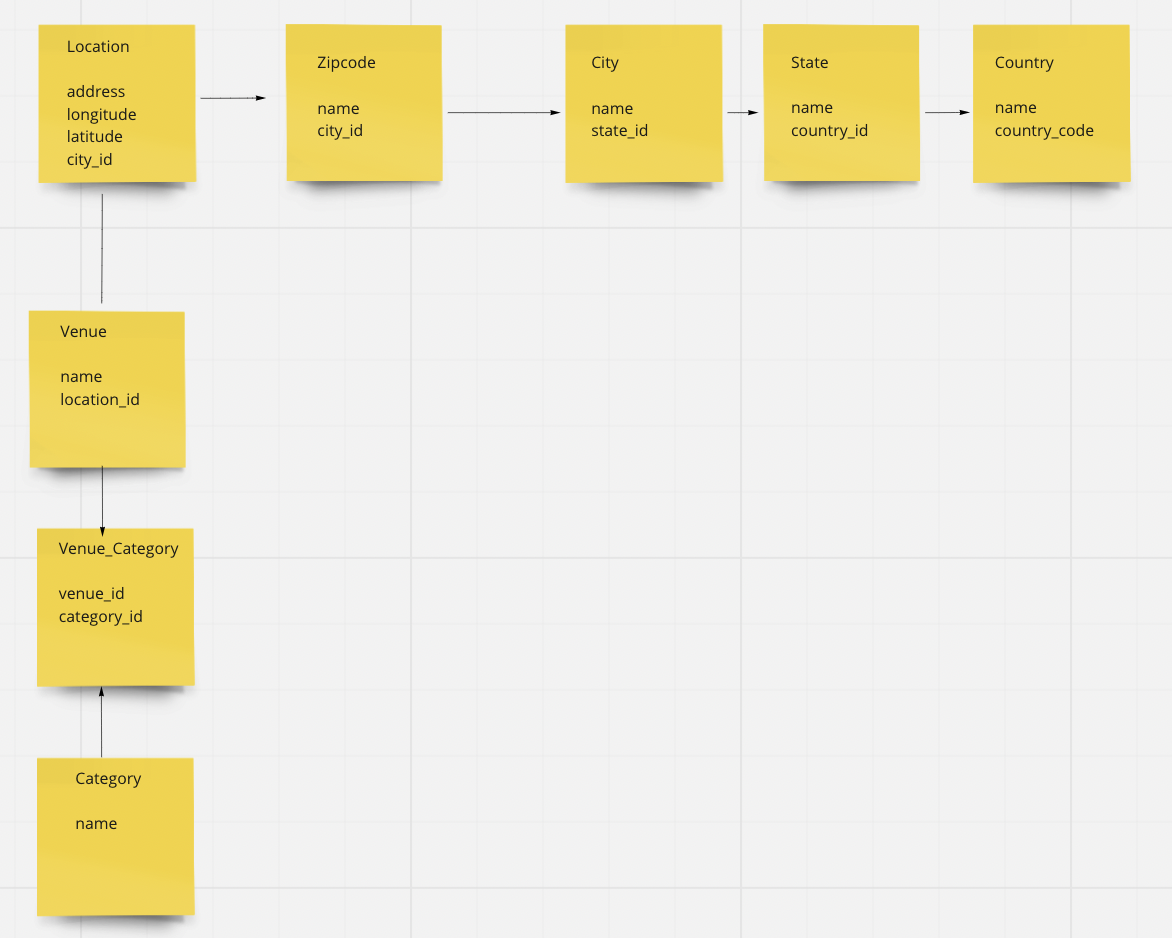 Location
address
longitude
latitude
city_id
Zipcode
name
city_id
City
name
state_id
State
name
country_id
Country
name
country_code
Venue
name
location_id
Venue_Category
venue_id
category_id
Category
name